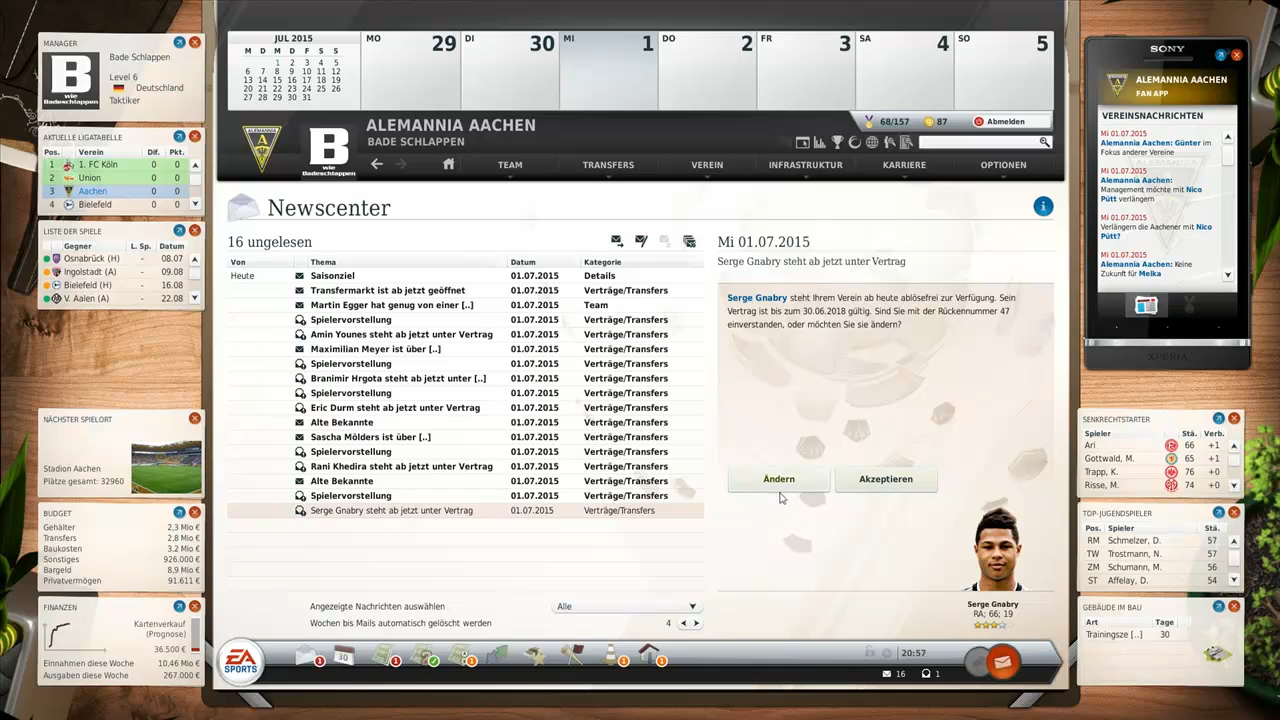 MANAGER
Bade Schlappen
Level 6
Deutschland
Taktiker
B
wie
Badeschlappen
AKTUELLE LIGATABELLE
Pos. Verein Dif. Pkt.
1 1. FC Köln 0 0
2 Union 0 0
3 Aachen 0 0
4 Bielefeld 0 0
LISTE DER SPIELE
Gegner L. Sp. Datum
Osnabrück (H) - 08.07
Ingolstadt (A) - 09.08
Bielefeld (H) - 16.08
V. Aalen (A) - 22.08
NÄCHSTER SPIELORT
Stadion Aachen
Plätze gesamt: 32960
BUDGET
Gehälter 2,3 Mio €
Transfers 2,8 Mio €
Baukosten 3,2 Mio €
Sonstiges 926.000 €
Bargeld 8,9 Mio €
Privatvermögen 91.611 €
FINANZEN
Kartenverkauf
(Prognose)
36.500 €
Einnahmen diese Woche 10,46 Mio €
Ausgaben diese Woche 267.000 €
JUL 2015
M D M D F S S
1 2 3 4 5
6 7 8 9 10 11 12
13 14 15 16 17 18 19
20 21 22 23 24 25 26
27 28 29 30 31
MO 29 DI 30 MI 1 DO 2 FR 3 SA 4 SO 5
ALEMANNIA
B
wie
Badeschlappen
ALEMANNIA AACHEN
BADE SCHLAPPEN
68/157 87 Abmelden
TEAM TRANSFERS VEREIN INFRASTRUKTUR KARRIERE OPTIONEN
Newscenter
16 ungelesen
Von Thema Datum Kategorie
Heute Saisonziel 01.07.2015 Details
Transfermarkt ist ab jetzt geöffnet 01.07.2015 Verträge/Transfers
Martin Egger hat genug von einer [..] 01.07.2015 Team
Spielervorstellung 01.07.2015 Verträge/Transfers
Amin Younes steht ab jetzt unter Vertrag 01.07.2015 Verträge/Transfers
Maximilian Meyer ist über [..] 01.07.2015 Verträge/Transfers
Spielervorstellung 01.07.2015 Verträge/Transfers
Branimir Hrgota steht ab jetzt unter [..] 01.07.2015 Verträge/Transfers
Spielervorstellung 01.07.2015 Verträge/Transfers
Eric Durm steht ab jetzt unter Vertrag 01.07.2015 Verträge/Transfers
Alte Bekannte 01.07.2015 Verträge/Transfers
Sascha Mölders ist über [..] 01.07.2015 Verträge/Transfers
Spielervorstellung 01.07.2015 Verträge/Transfers
Rani Khedira steht ab jetzt unter Vertrag 01.07.2015 Verträge/Transfers
Alte Bekannte 01.07.2015 Verträge/Transfers
Spielervorstellung 01.07.2015 Verträge/Transfers
Serge Gnabry steht ab jetzt unter Vertrag 01.07.2015 Verträge/Transfers
Angezeigte Nachrichten auswählen Alle
Wochen bis Mails automatisch gelöscht werden 4
Mi 01.07.2015
Serge Gnabry steht ab jetzt unter Vertrag
Serge Gnabry steht Ihrem Verein ab heute ablösefrei zur Verfügung. Sein
Vertrag ist bis zum 30.06.2018 gültig. Sind Sie mit der Rückennummer 47
einverstanden, oder möchten Sie sie ändern?
Ändern Akzeptieren
Serge Gnabry
RA; 66; 19
EA
SPORTS
1 30 1 1 1 1 20:57
16 1
SONY
ALEMANNIA AACHEN
FAN APP
VEREINSNACHRICHTEN
Mi 01.07.2015
Alemannia Aachen: Günter im
Fokus anderer Vereine
Mi 01.07.2015
Alemannia Aachen:
Management möchte mit Nico
Pütt verlängern
Mi 01.07.2015
Verlängern die Aachener mit Nico
Pütt?
Mi 01.07.2015
Alemannia Aachen: Keine
Zukunft für Melka
XPERIA
SENKRECHTSTARTER
Spieler Stä. Verb.
Ari 66 +1
Gottwald, M. 65 +1
Trapp, K. 76 +0
Risse, M. 74 +0
TOP-JUGENDSPIELER
Pos. Spieler Stä.
RM Schmelzer, D. 57
TW Trostmann, N. 57
ZM Schumann, M. 56
ST Affelay, D. 54
GEBÄUDE IM BAU
Art Tage
Trainingsze [..] 30